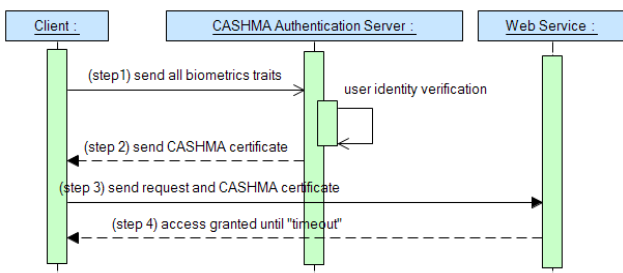 Client :
CASHMA Authentication Server :
Web Service :
(step1) send all biometrics traits
user identity verification
(step 2) send CASHMA certificate
(step 3) send request and CASHMA certificate
(step 4) access granted until "timeout"